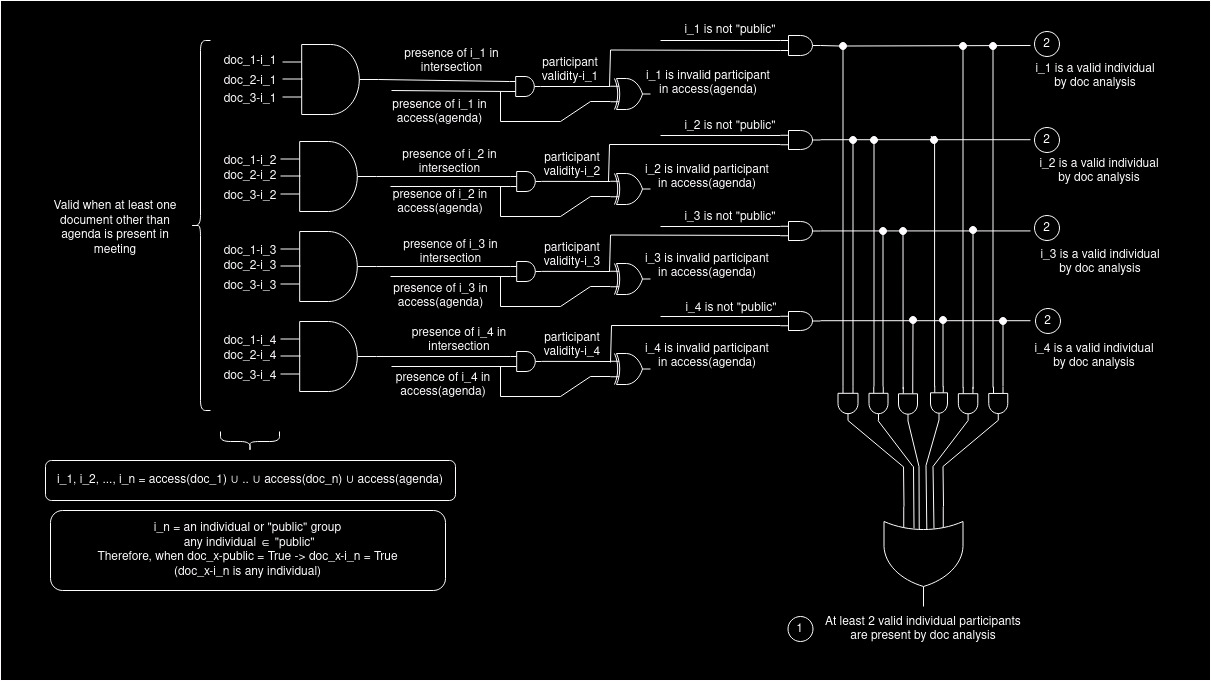 i_1 is not "public"
2
i_1 is a valid individual
by doc analysis
doc_1-i_1
doc_2-i_1
doc_3-i_1
presence of i_1 in
intersection
presence of i_1 in
access(agenda)
participant
validity-i_1
i_1 is invalid participant
in access(agenda)
i_2 is not "public"
2
i_2 is a valid individual
by doc analysis
doc_1-i_2
doc_2-i_2
doc_3-i_2
presence of i_2 in
intersection
presence of i_2 in
access(agenda)
participant
validity-i_2
i_2 is invalid participant
in access(agenda)
Valid when at least one
document other than
agenda is present in
meeting
i_3 is not "public"
2
i_3 is a valid individual
by doc analysis
doc_1-i_3
doc_2-i_3
doc_3-i_3
presence of i_3 in
intersection
presence of i_3 in
access(agenda)
participant
validity-i_3
i_3 is invalid participant
in access(agenda)
i_4 is not "public"
2
i_4 is a valid individual
by doc analysis
doc_1-i_4
doc_2-i_4
doc_3-i_4
presence of i_4 in
intersection
presence of i_4 in
access(agenda)
participant
validity-i_4
i_4 is invalid participant
in access(agenda)
i_1, i_2, ..., i_n = access(doc_1) ∪ .. ∪ access(doc_n) ∪ access(agenda)
i_n = an individual or "public" group
any individual ∈ "public"
Therefore, when doc_x-public = True -> doc_x-i_n = True
(doc_x-i_n is any individual)
1
At least 2 valid individual participants
are present by doc analysis